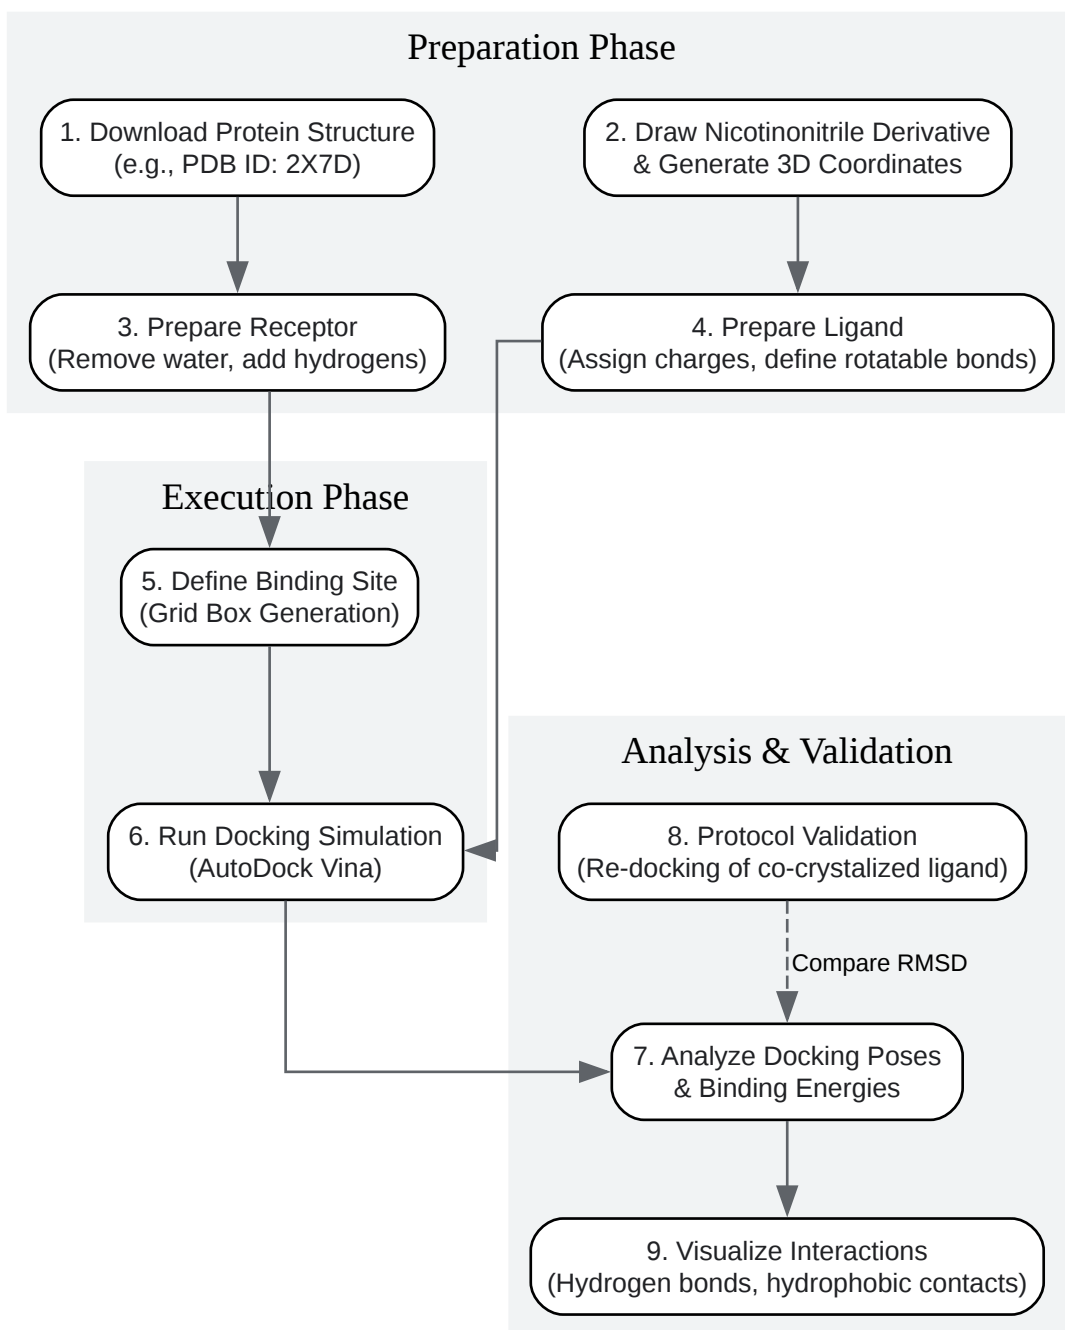 Preparation Phase
1. Download Protein Structure
(e.g., PDB ID: 2X7D)
2. Draw Nicotinonitrile Derivative
& Generate 3D Coordinates
3. Prepare Receptor
(Remove water, add hydrogens)
4. Prepare Ligand
(Assign charges, define rotatable bonds)
Execution Phase
5. Define Binding Site
(Grid Box Generation)
6. Run Docking Simulation
(AutoDock Vina)
Analysis & Validation
8. Protocol Validation
(Re-docking of co-crystalized ligand)
Compare RMSD
7. Analyze Docking Poses
& Binding Energies
9. Visualize Interactions
(Hydrogen bonds, hydrophobic contacts)